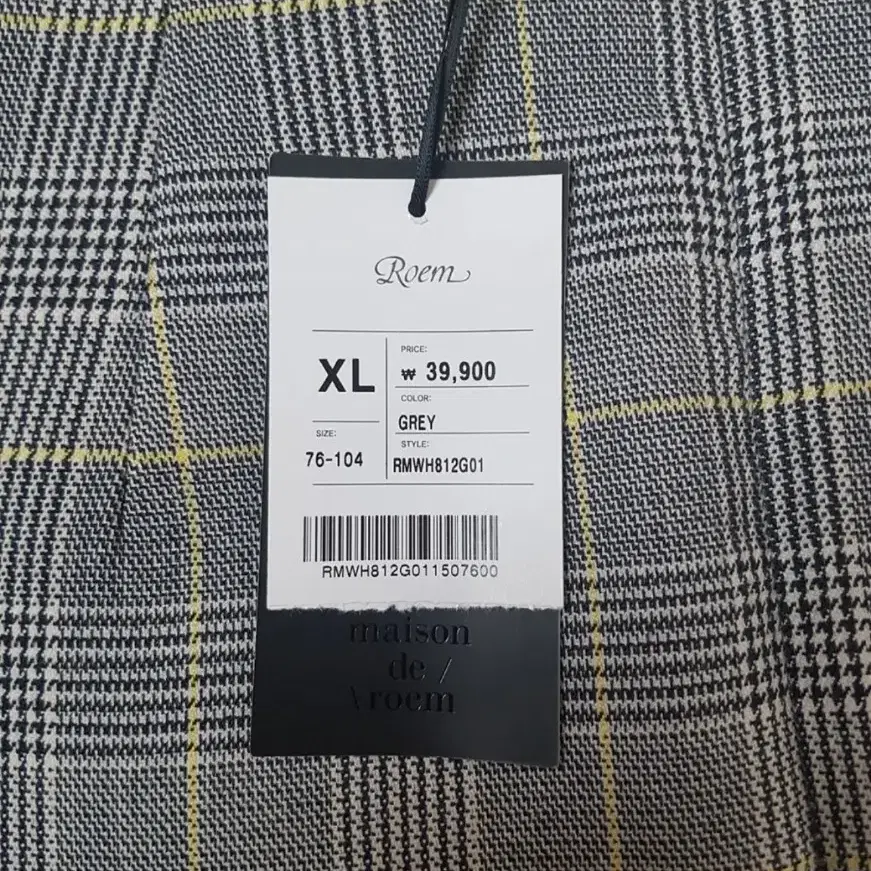 Roem
XL
PRICE:
₩ 39,900
COLOR:
GREY
SIZE:
76-104
STYLE:
RMWH812G01
RMWH812G011507600
maison
de /
\roem